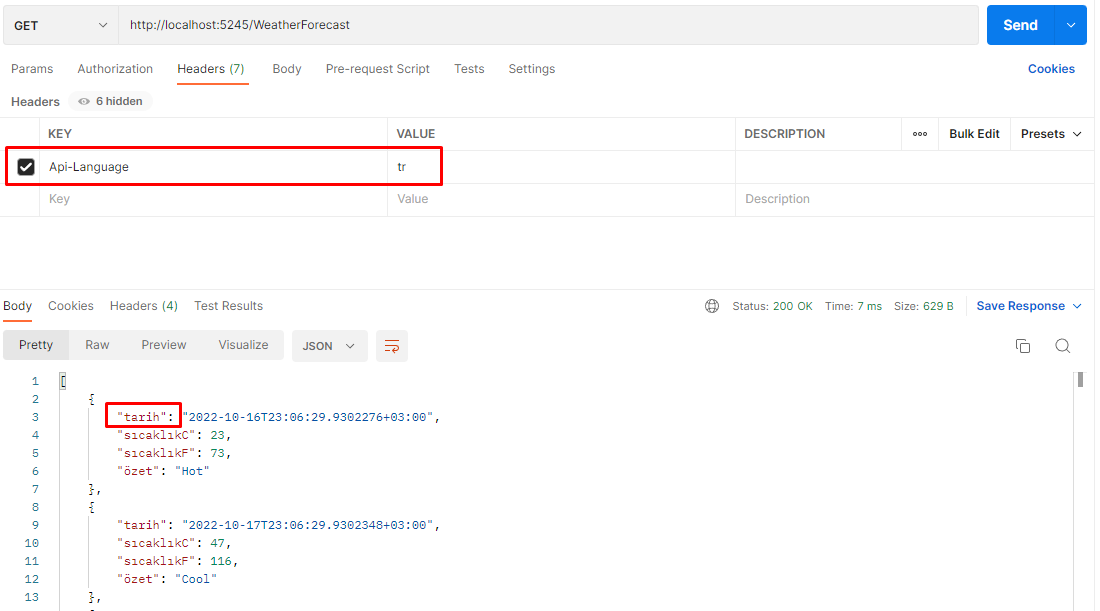 GET http://localhost:5245/WeatherForecast Send
Params Authorization Headers (7) Body Pre-request Script Tests Settings Cookies
Headers 6 hidden
KEY VALUE DESCRIPTION ooo Bulk Edit Presets
Api-Language tr
Key Value Description
Body Cookies Headers (4) Test Results Status: 200 OK Time: 7 ms Size: 629 B Save Response
Pretty Raw Preview Visualize JSON
1 [
2 {
3 "tarih": "2022-10-16T23:06:29.9302276+03:00",
4 "sıcaklıkC": 23,
5 "sıcaklıkF": 73,
6 "özet": "Hot"
7 },
8 {
9 "tarih": "2022-10-17T23:06:29.9302348+03:00",
10 "sıcaklıkC": 47,
11 "sıcaklıkF": 116,
12 "özet": "Cool"
13 },